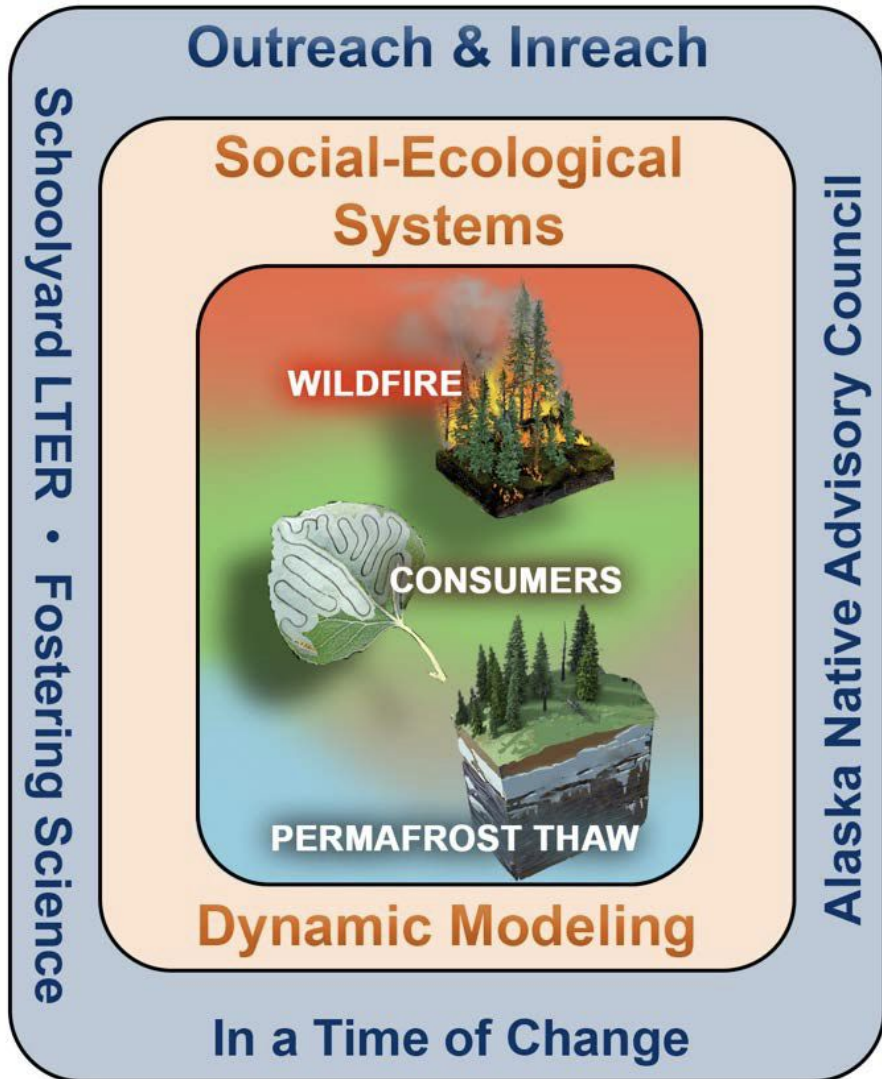 Outreach & Inreach
Schoolyard LTER • Fostering Science
Social-Ecological
Systems
WILDFIRE
CONSUMERS
PERMAFROST THAW
Dynamic Modeling
Alaska Native Advisory Council
In a Time of Change